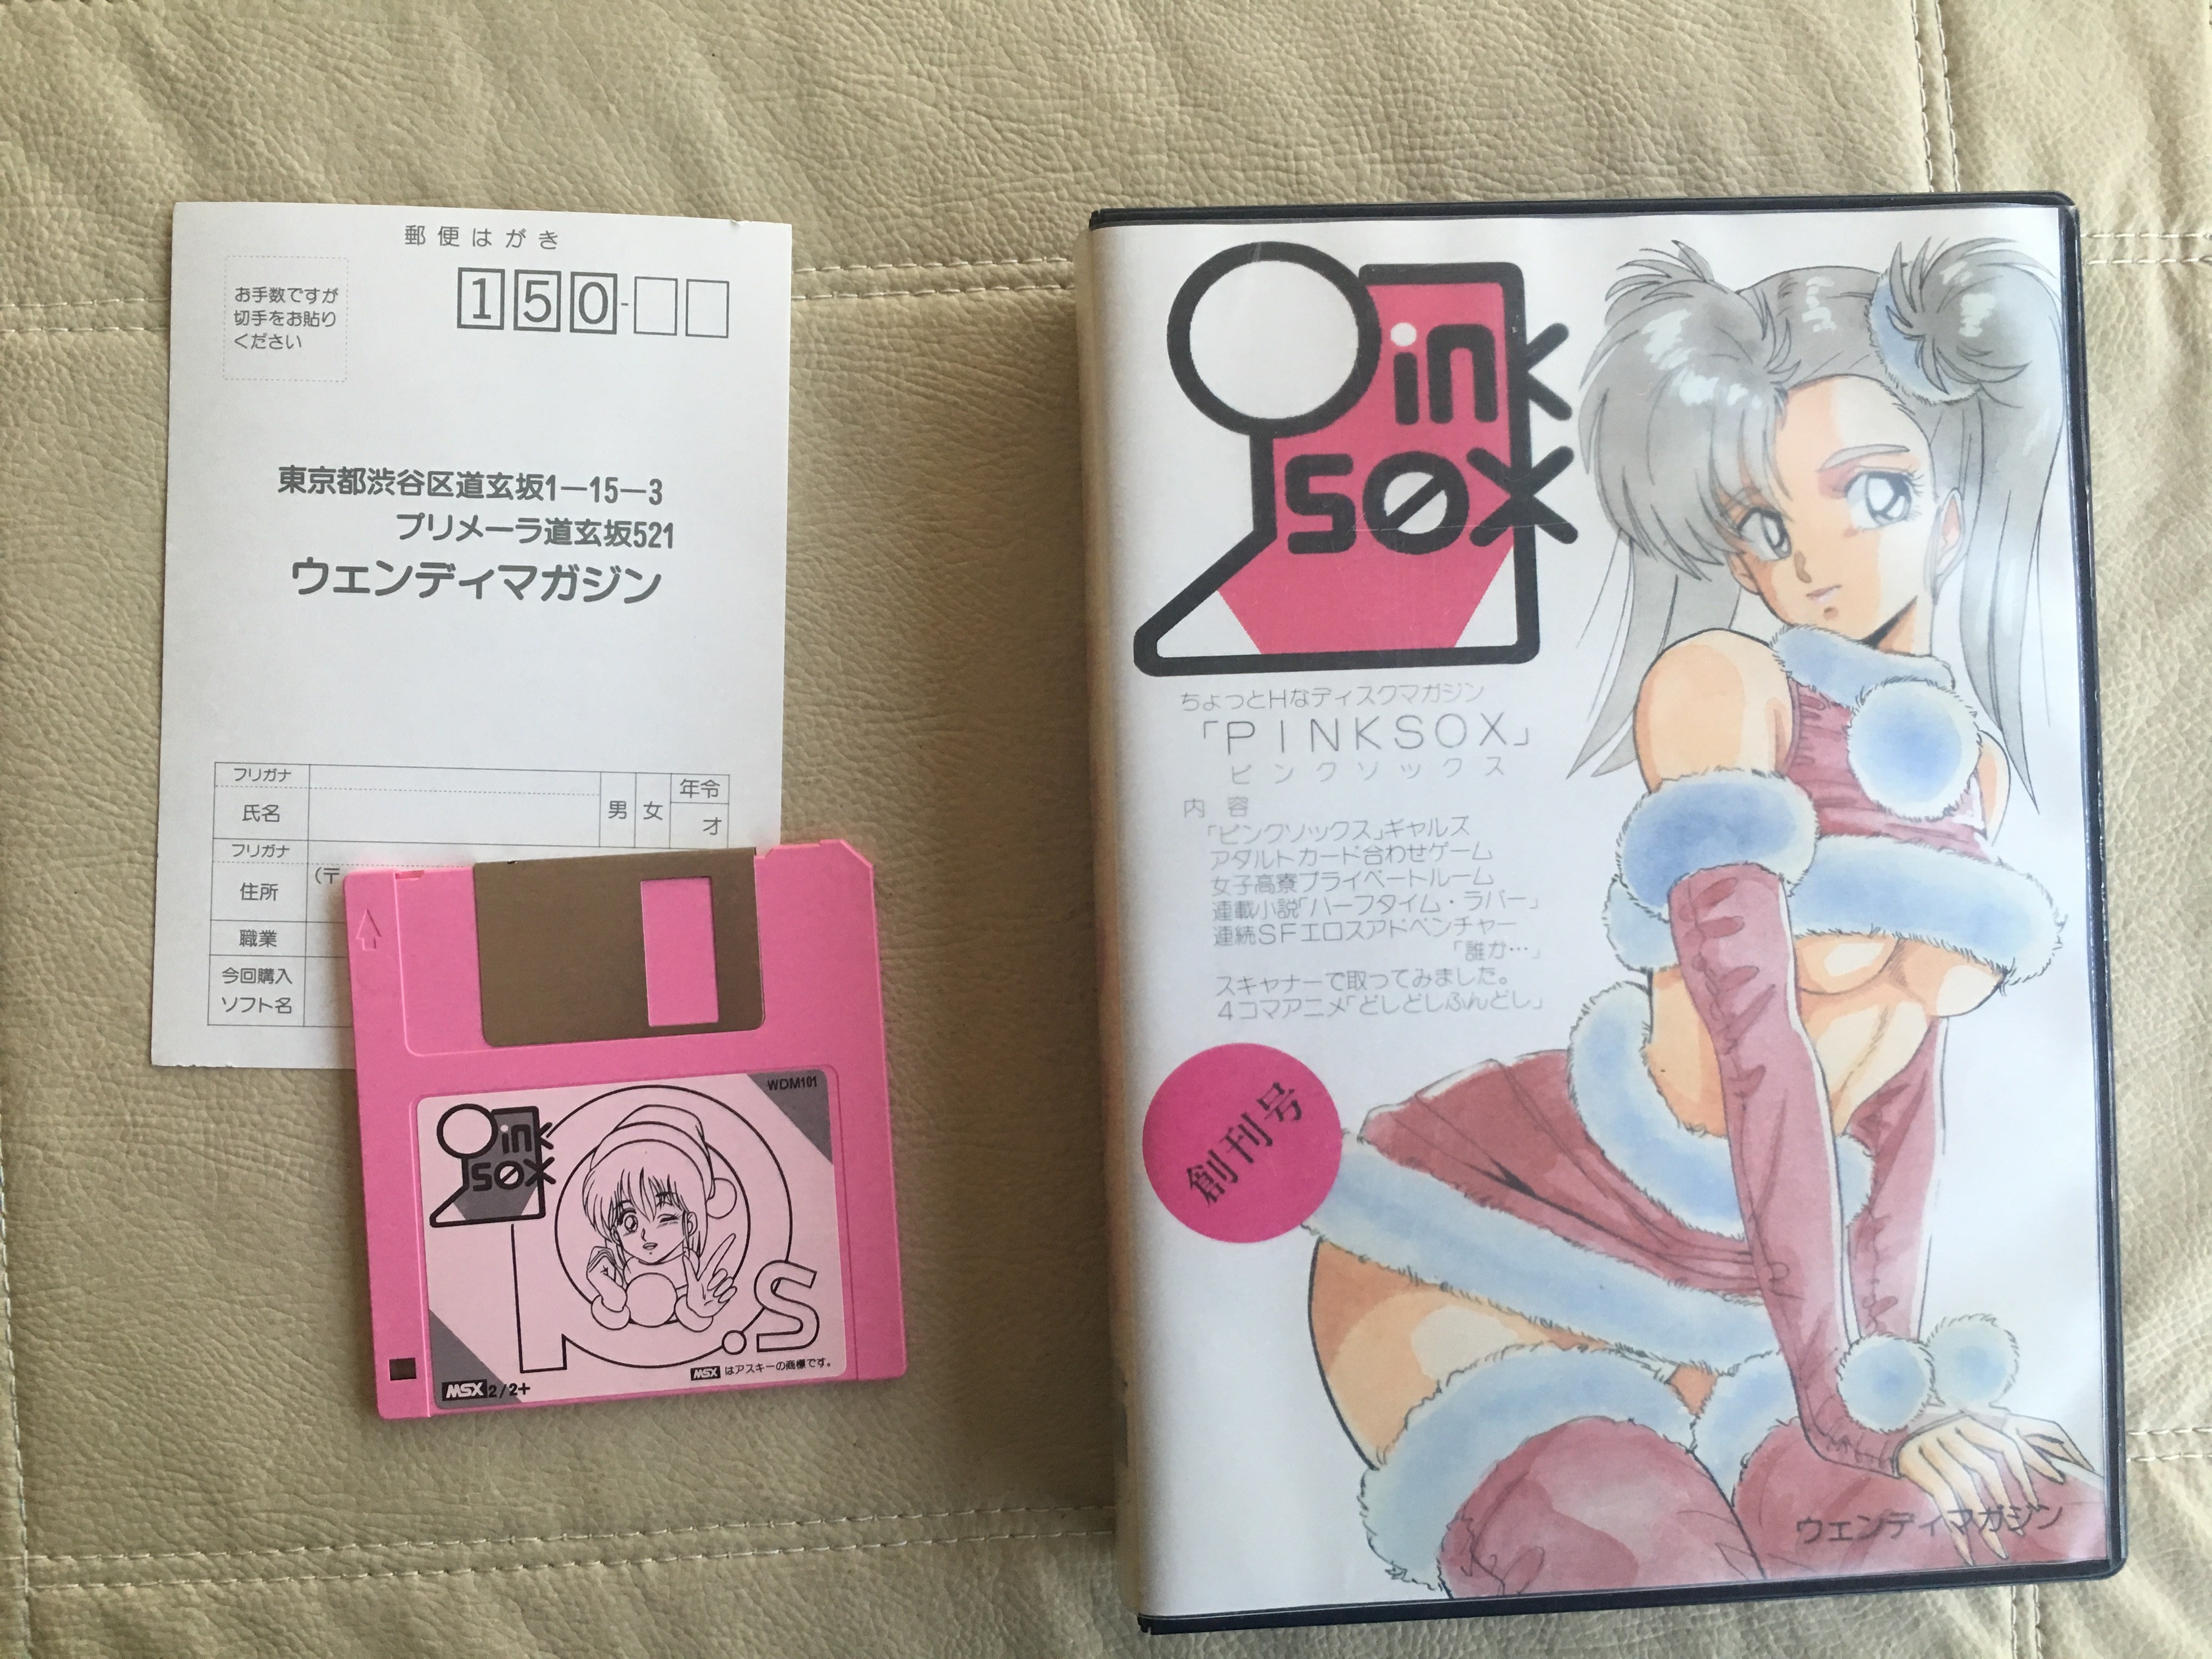 郵便はがき
お手数ですが
切手をお貼り
ください
150-
東京都渋谷区道玄坂1—15—3
プリメーラ道玄坂521
ウェンディマガジン
フリガナ
氏名
男 女 年令
才
フリガナ
住所
(〒
職業
今回購入
ソフト名
WDM101
Pink
sox
P.S
MSX はアスキーの商標です。
MSX 2/2+
Pink
sox
ちょっとHなディスクマガジン
「PINKSOX」
ピンクソックス
内容
「ピンクソックス」ギャルズ
アダルトカード合わせゲーム
女子高寮プライベートルーム
連載小説「ハーフタイム・ラバー」
連続SFエロスアドベンチャー
「誰か…」
スキャナーで取ってみました。
4コマアニメ「どしどしふんどし」
創刊号
ウェンディマガジン